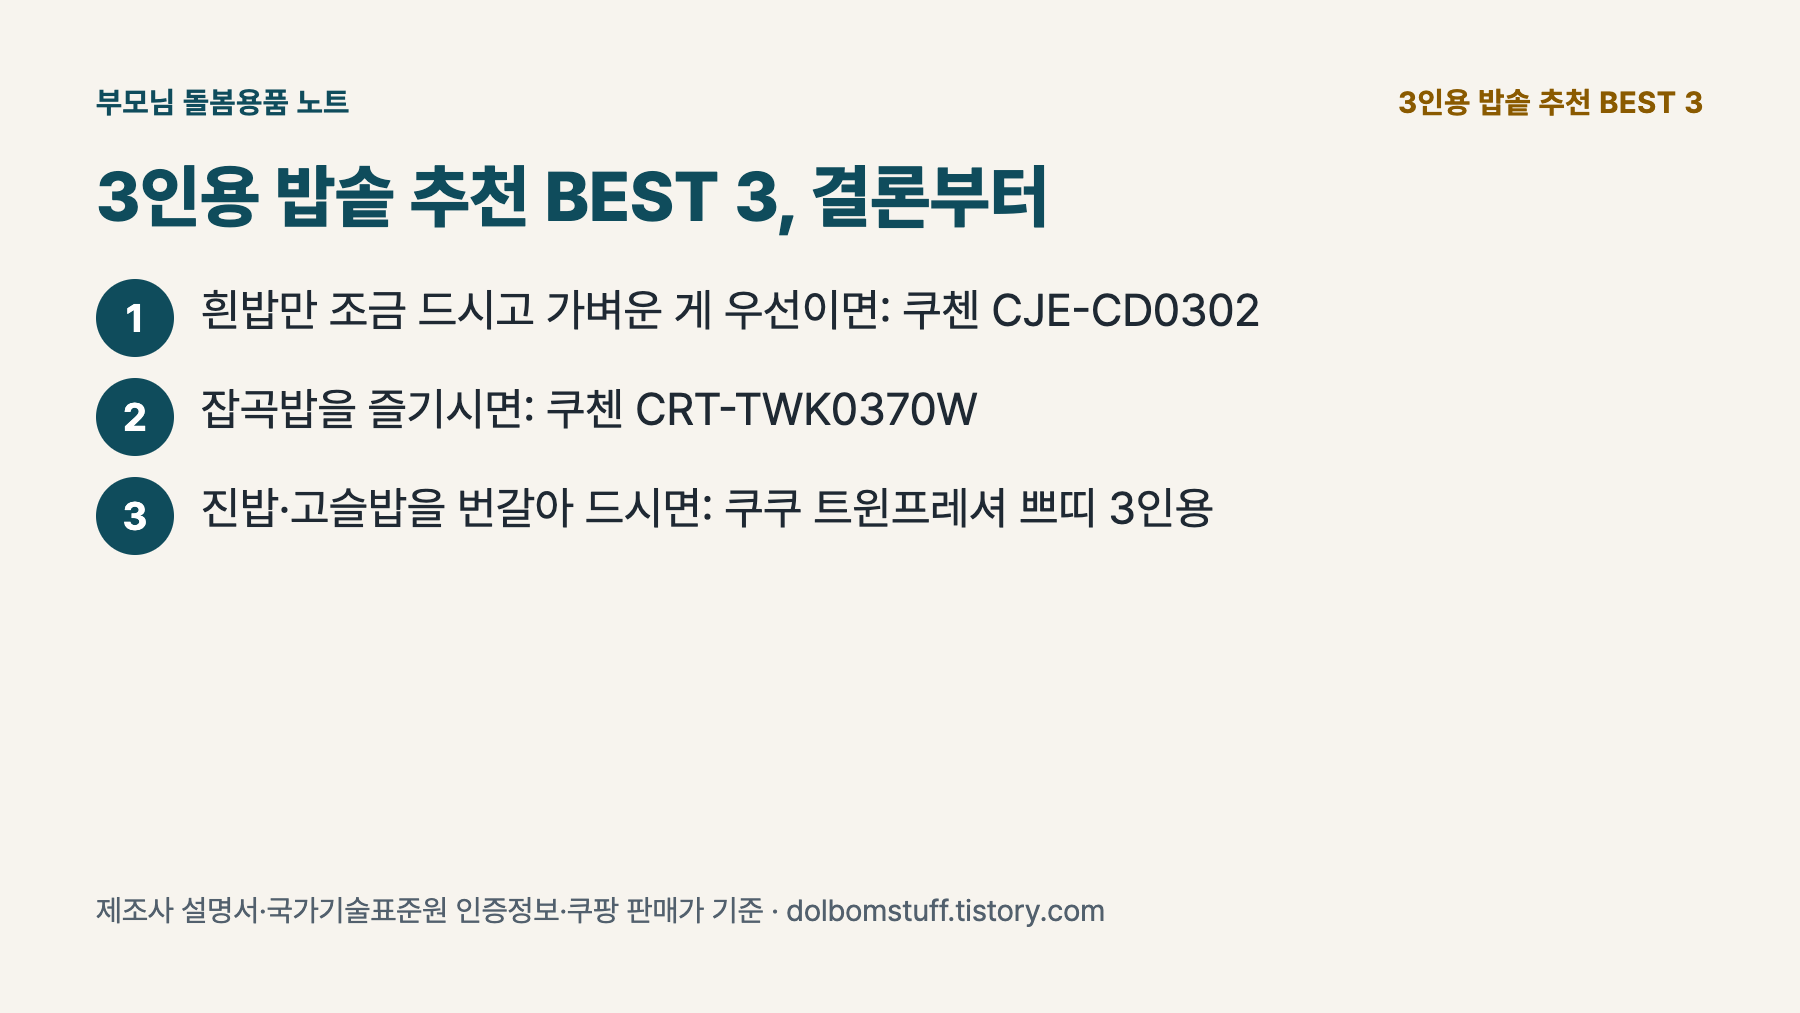 부모님 돌봄용품 노트
3인용 밥솥 추천 BEST 3
3인용 밥솥 추천 BEST 3, 결론부터
1 흰밥만 조금 드시고 가벼운 게 우선이면: 쿠첸 CJE-CD0302
2 잡곡밥을 즐기시면: 쿠첸 CRT-TWK0370W
3 진밥·고슬밥을 번갈아 드시면: 쿠쿠 트윈프레셔 쁘띠 3인용
제조사 설명서·국가기술표준원 인증정보·쿠팡 판매가 기준 · dolbomstuff.tistory.com